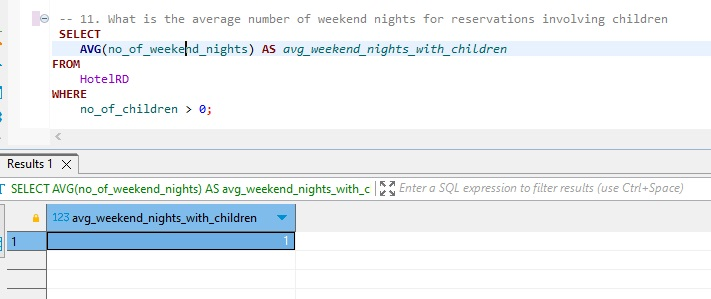 -- 11. What is the average number of weekend nights for reservations involving children
SELECT
AVG(no_of_weekend_nights) AS avg_weekend_nights_with_children
FROM
HotelRD
WHERE
no_of_children > 0;
Results 1
SELECT AVG(no_of_weekend_nights) AS avg_weekend_nights_with_c
Enter a SQL expression to filter results (use Ctrl+Space)
123 avg_weekend_nights_with_children
1 1